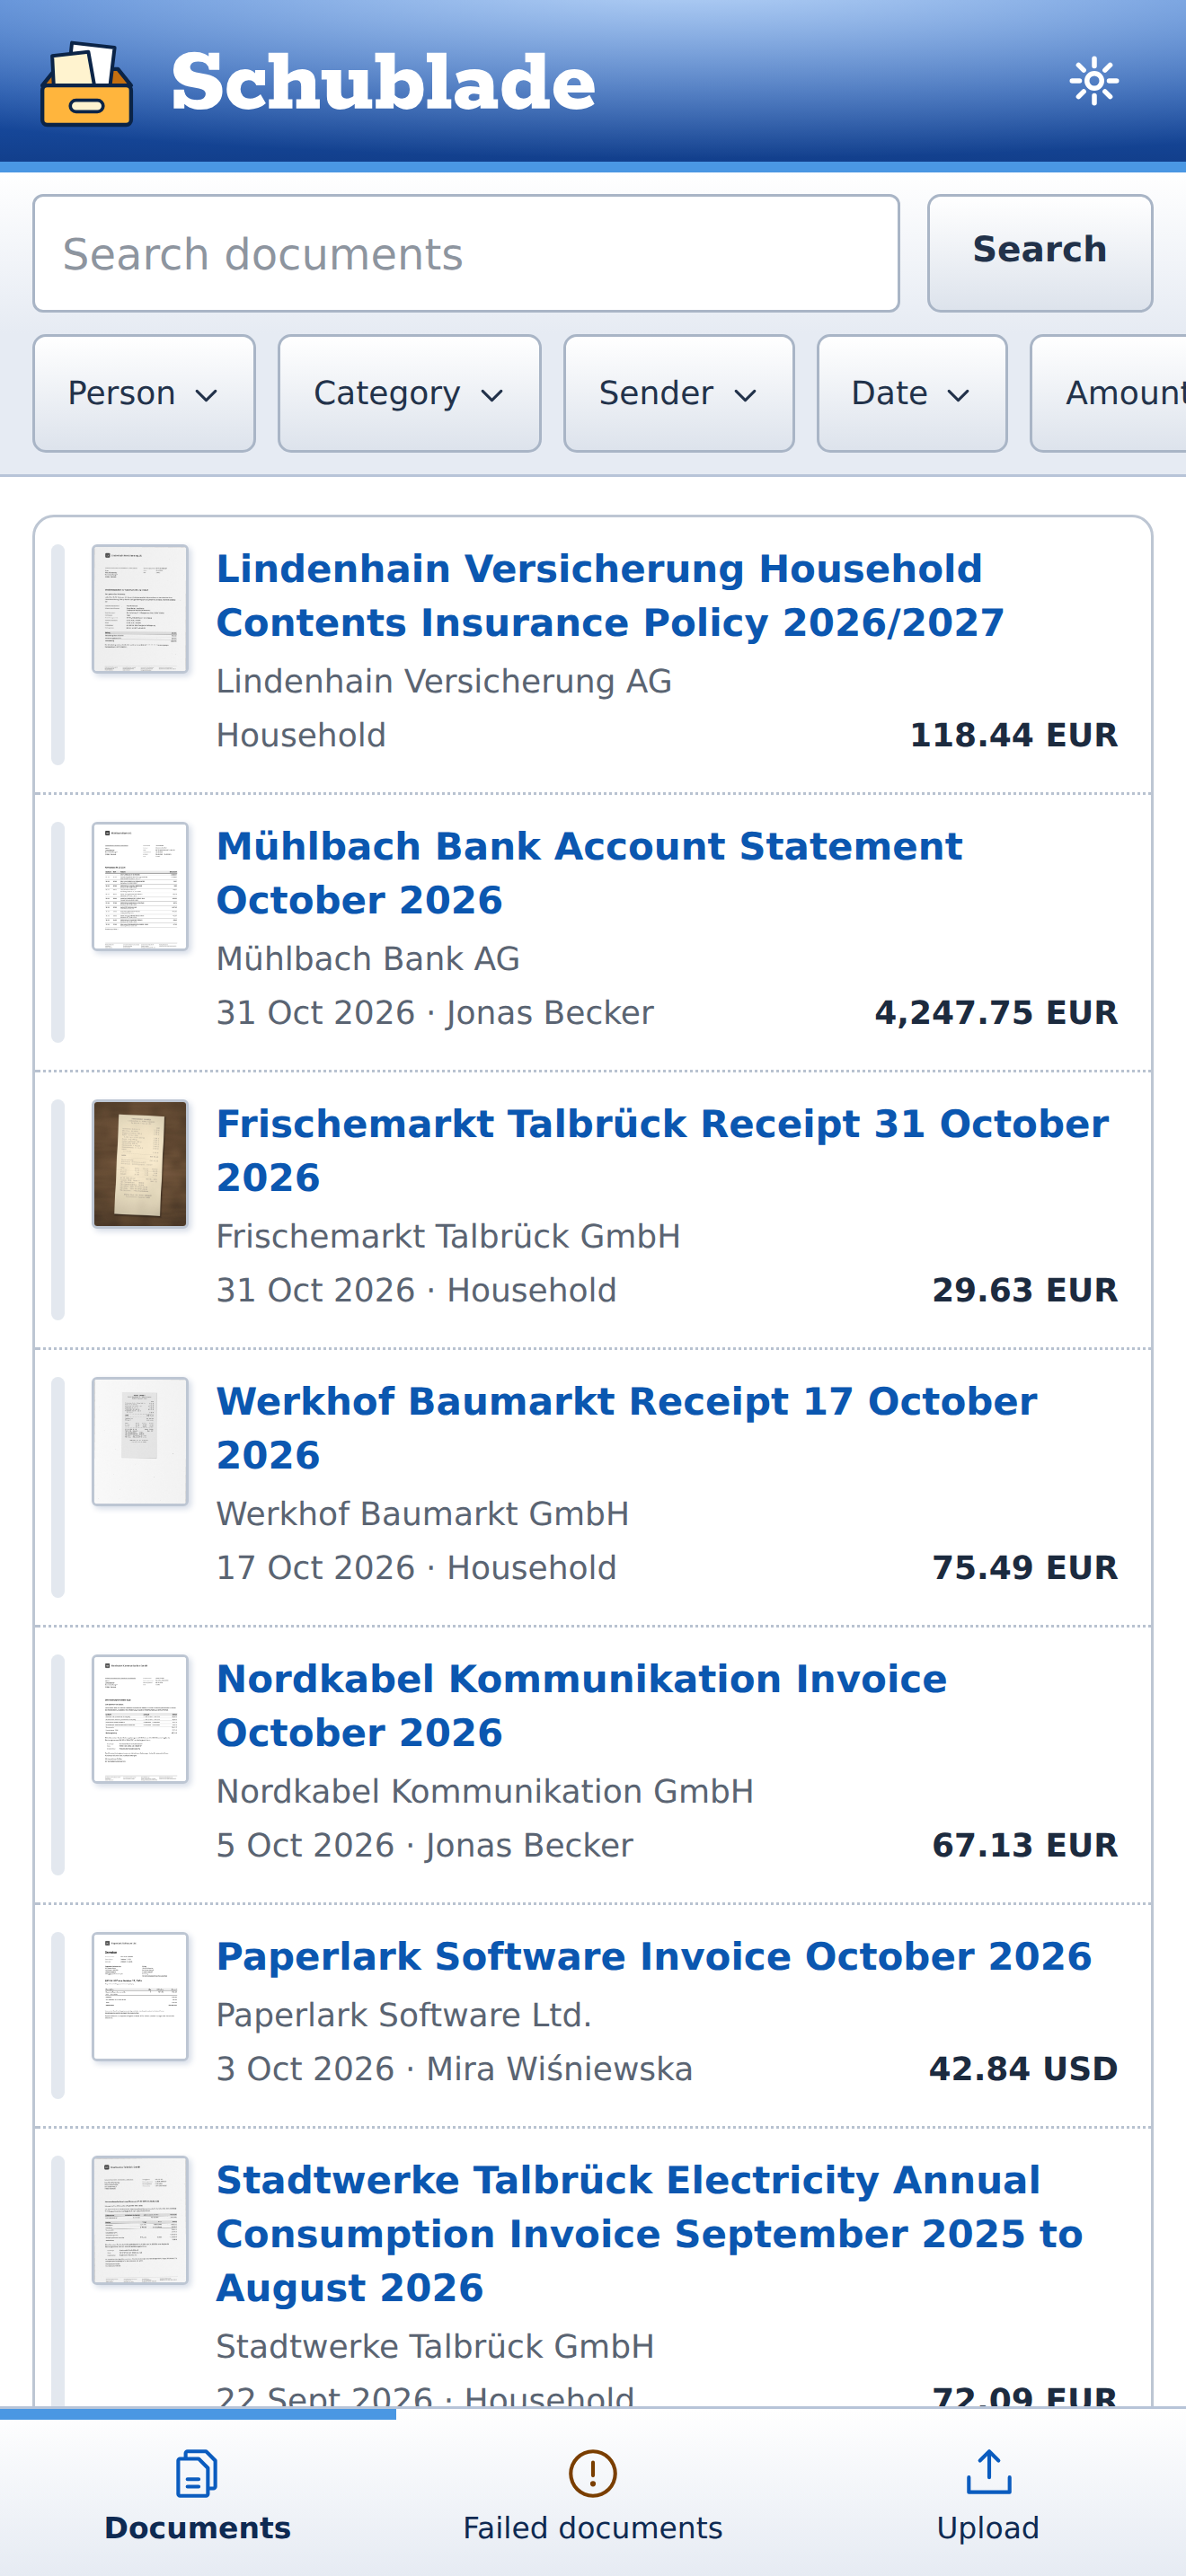 Schublade
Search documents
Search
Person
Category
Sender
Date
Amount
Lindenhain Versicherung Household
Contents Insurance Policy 2026/2027
Lindenhain Versicherung AG
Household 118.44 EUR
Mühlbach Bank Account Statement
October 2026
Mühlbach Bank AG
31 Oct 2026 · Jonas Becker 4,247.75 EUR
Frischemarkt Talbrück Receipt 31 October
2026
Frischemarkt Talbrück GmbH
31 Oct 2026 · Household 29.63 EUR
Werkhof Baumarkt Receipt 17 October
2026
Werkhof Baumarkt GmbH
17 Oct 2026 · Household 75.49 EUR
Nordkabel Kommunikation Invoice
October 2026
Nordkabel Kommunikation GmbH
5 Oct 2026 · Jonas Becker 67.13 EUR
Paperlark Software Invoice October 2026
Paperlark Software Ltd.
3 Oct 2026 · Mira Wiśniewska 42.84 USD
Stadtwerke Talbrück Electricity Annual
Consumption Invoice September 2025 to
August 2026
Stadtwerke Talbrück GmbH
22 Sept 2026 · Household 72.09 EUR
Documents
Failed documents
Upload